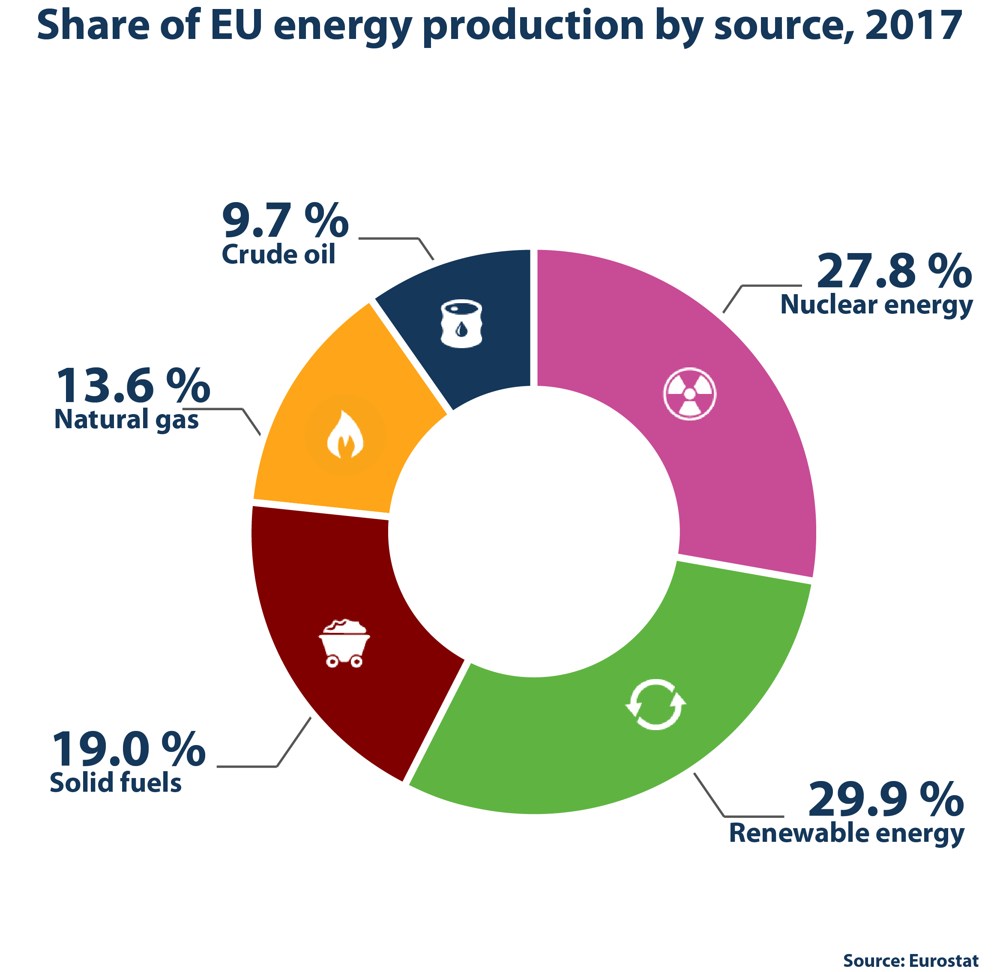 Share of EU energy production by source, 2017
9.7 %
Crude oil
27.8 %
Nuclear energy
13.6 %
Natural gas
19.0 %
Solid fuels
29.9 %
Renewable energy
Source: Eurostat